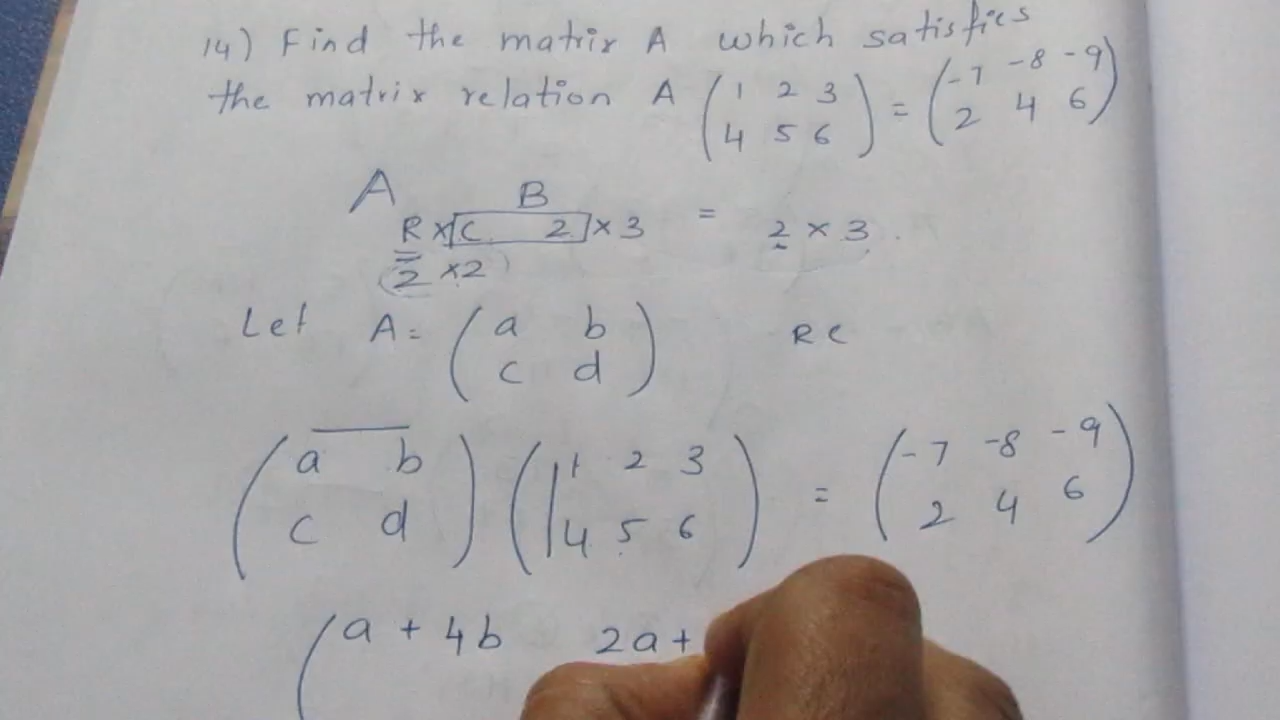 14) Find the matrix A which satisfies
the matrix relation A (1 2 3 = (-7 -8 -9
4 5 6) 2 4 6)
A B
R × C 2 × 3 = 2 × 3 .
2 × 2
Let A = (a b R C
c d)
(a b (1 2 3 = (-7 -8 -9
c d) 4 5 6) 2 4 6)
(a + 4b 2a +